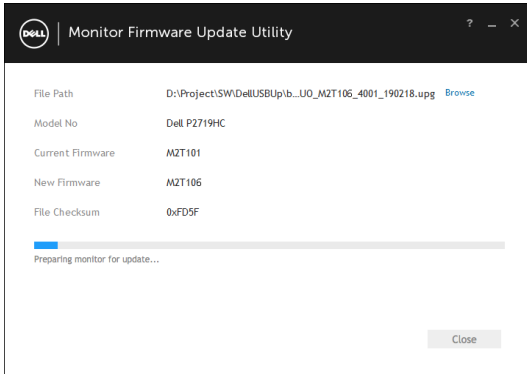 DELL Monitor Firmware Update Utility ? _ ×
File Path D:\Project\SW\DellUSBUp\b...UO_M2T106_4001_190218.upg Browse
Model No Dell P2719HC
Current Firmware M2T101
New Firmware M2T106
File Checksum 0xFD5F
Preparing monitor for update...
Close